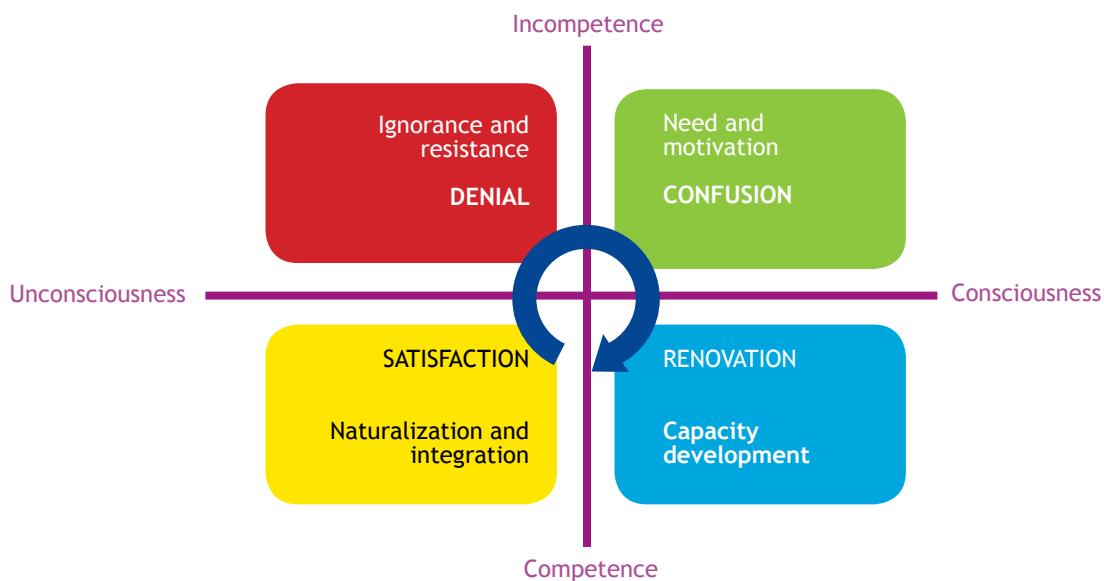 Incompetence
Ignorance and
resistance
DENIAL
Need and
motivation
CONFUSION
Unconsciousness
Consciousness
SATISFACTION
Naturalization and
integration
RENOVATION
Capacity
development
Competence